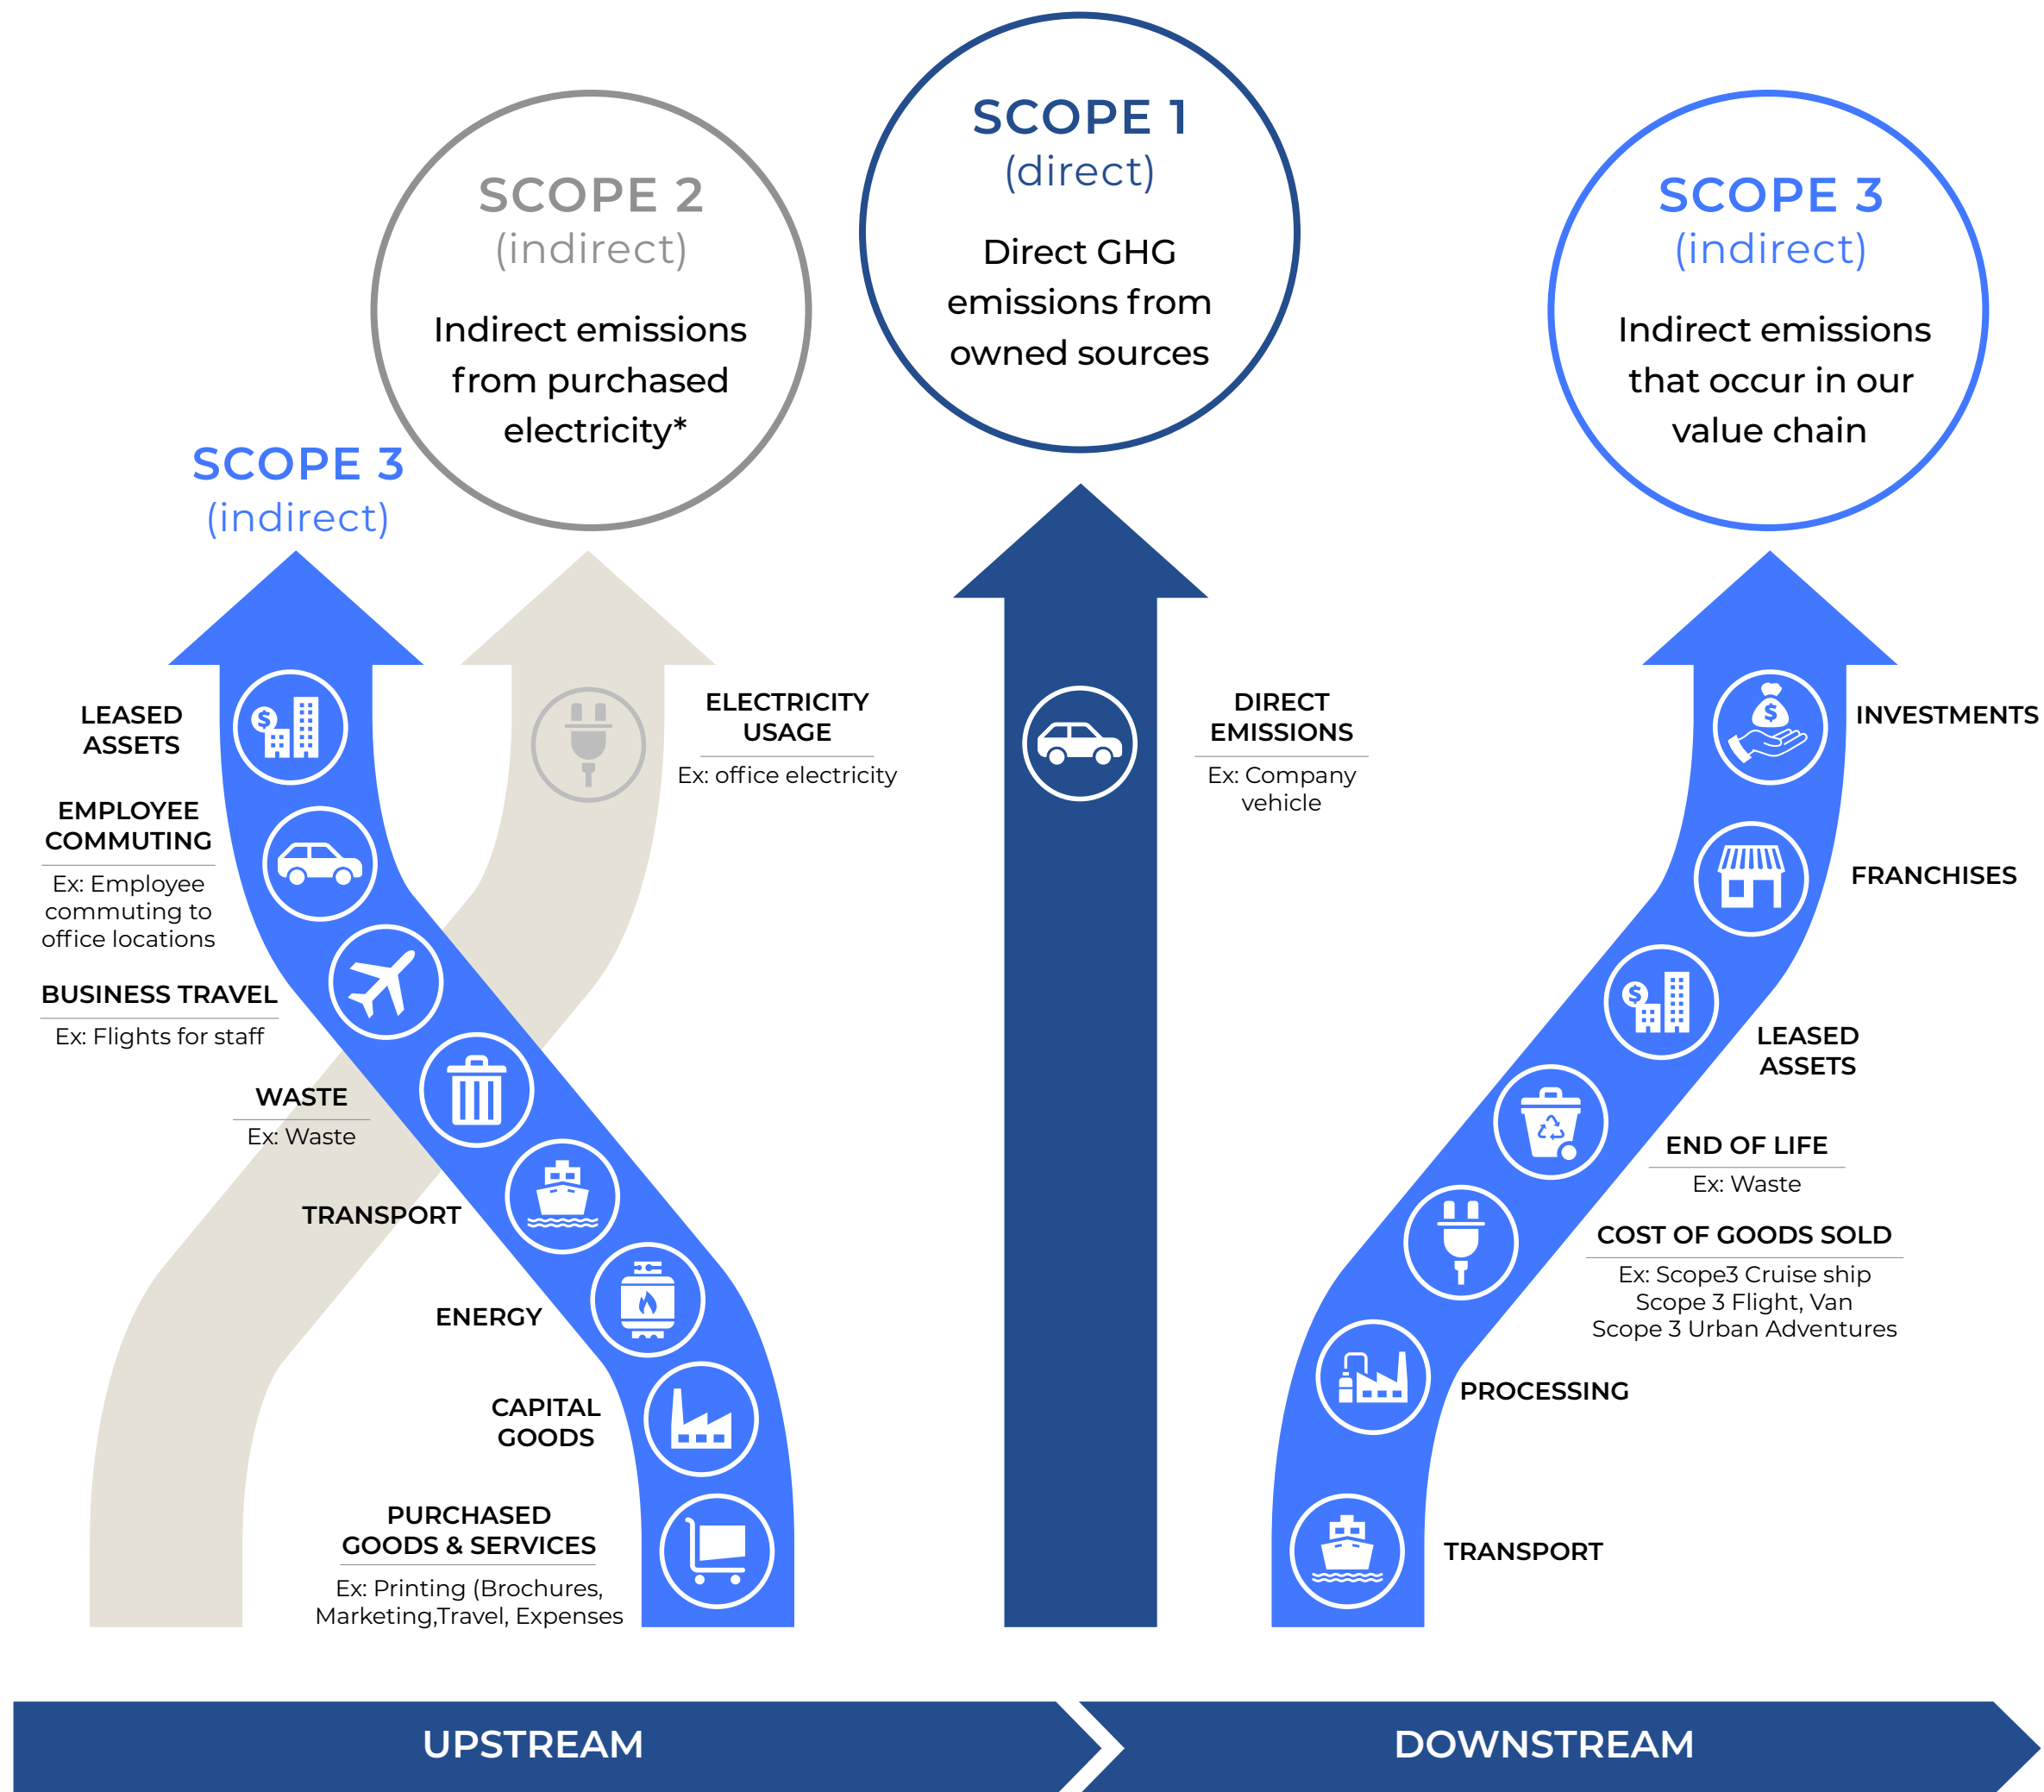 SCOPE 1
(direct)
Direct GHG
emissions from
owned sources
SCOPE 2
(indirect)
Indirect emissions
from purchased
electricity*
SCOPE 3
(indirect)
Indirect emissions
that occur in our
value chain
SCOPE 3
(indirect)
LEASED
ASSETS
EMPLOYEE
COMMUTING
Ex: Employee
commuting to
office locations
BUSINESS TRAVEL
Ex: Flights for staff
WASTE
Ex: Waste
TRANSPORT
ENERGY
CAPITAL
GOODS
PURCHASED
GOODS & SERVICES
Ex: Printing (Brochures,
Marketing,Travel, Expenses
ELECTRICITY
USAGE
Ex: office electricity
DIRECT
EMISSIONS
Ex: Company
vehicle
INVESTMENTS
FRANCHISES
LEASED
ASSETS
END OF LIFE
Ex: Waste
COST OF GOODS SOLD
Ex: Scope3 Cruise ship
Scope 3 Flight, Van
Scope 3 Urban Adventures
PROCESSING
TRANSPORT
UPSTREAM
DOWNSTREAM